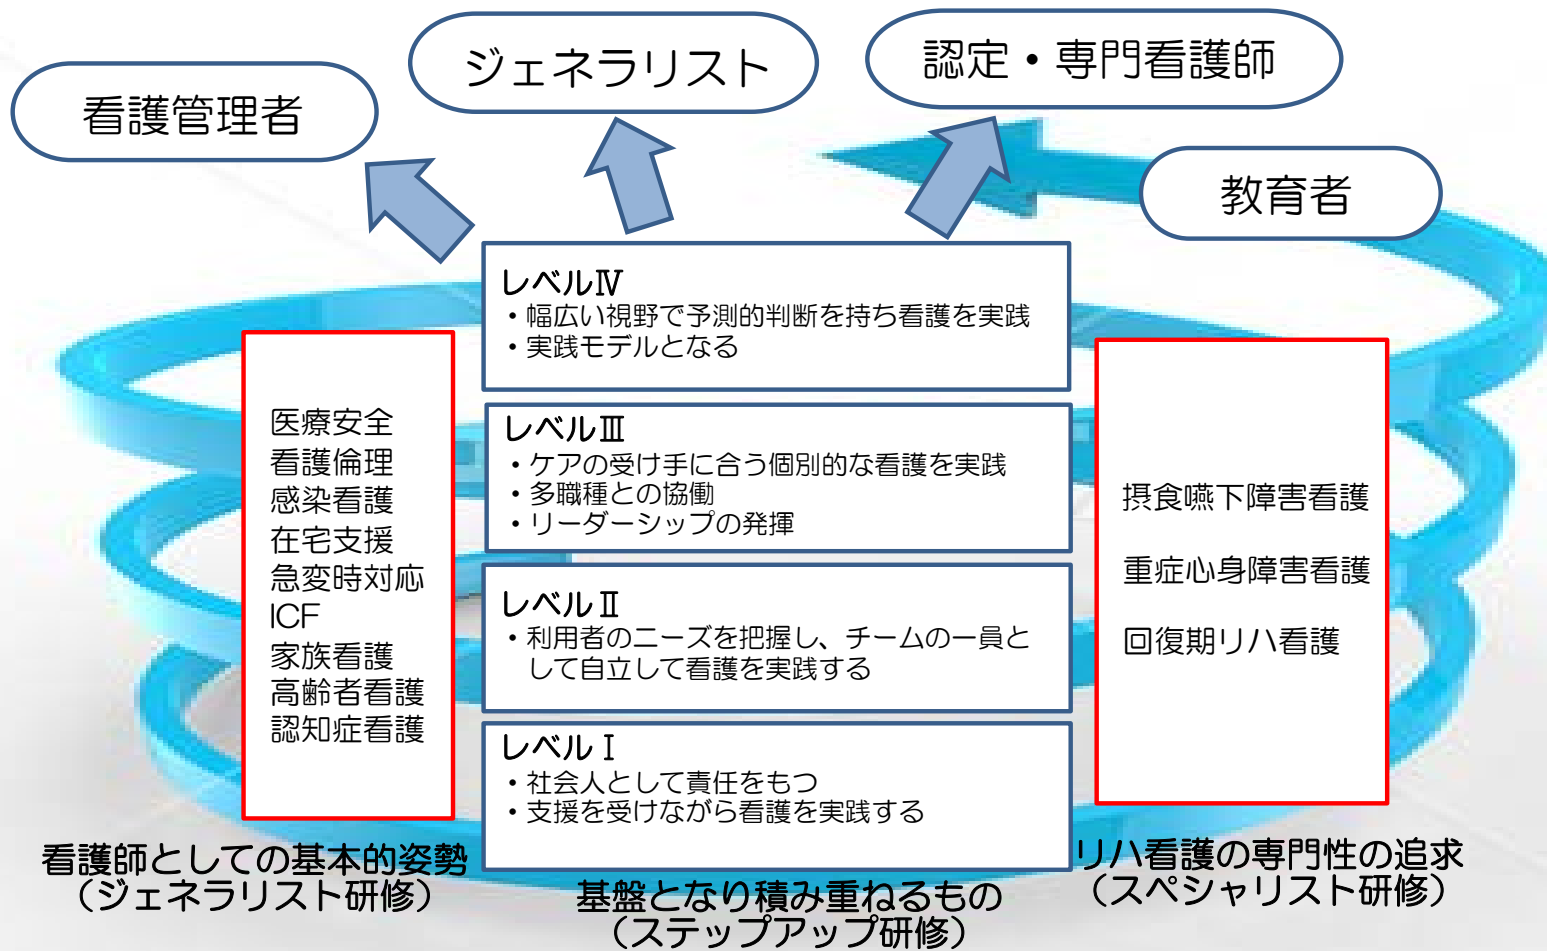 看護管理者
ジェネラリスト
認定・専門看護師
教育者
レベルⅣ
・幅広い視野で予測的判断を持ち看護を実践
・実践モデルとなる
レベルⅢ
・ケアの受け手に合う個別的な看護を実践
・多職種との協働
・リーダーシップの発揮
レベルⅡ
・利用者のニーズを把握し、チームの一員と
して自立して看護を実践する
レベルⅠ
・社会人として責任をもつ
・支援を受けながら看護を実践する
医療安全
看護倫理
感染看護
在宅支援
急変時対応
ICF
家族看護
高齢者看護
認知症看護
摂食嚥下障害看護
重症心身障害看護
回復期リハ看護
看護師としての基本的姿勢
（ジェネラリスト研修）
基盤となり積み重ねるもの
（ステップアップ研修）
リハ看護の専門性の追求
（スペシャリスト研修）